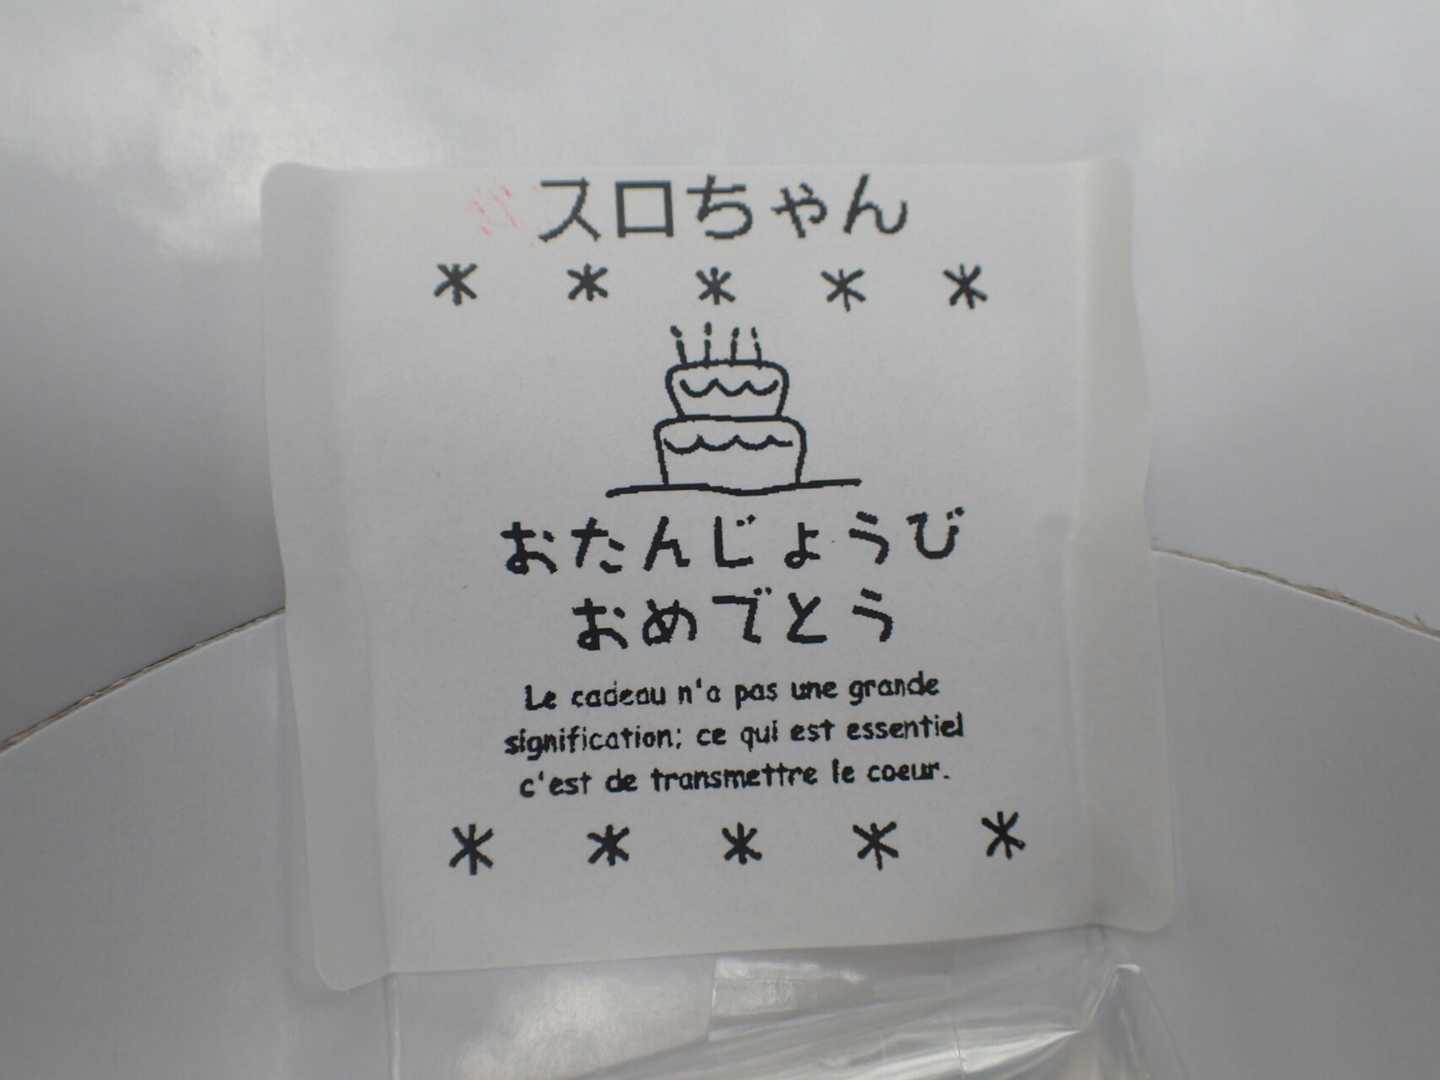 スロちゃん
* * * * *
おたんじょうび
おめでとう
Le cadeau n'a pas une grande
signification; ce qui est essentiel
c'est de transmettre le coeur.
* * * * *